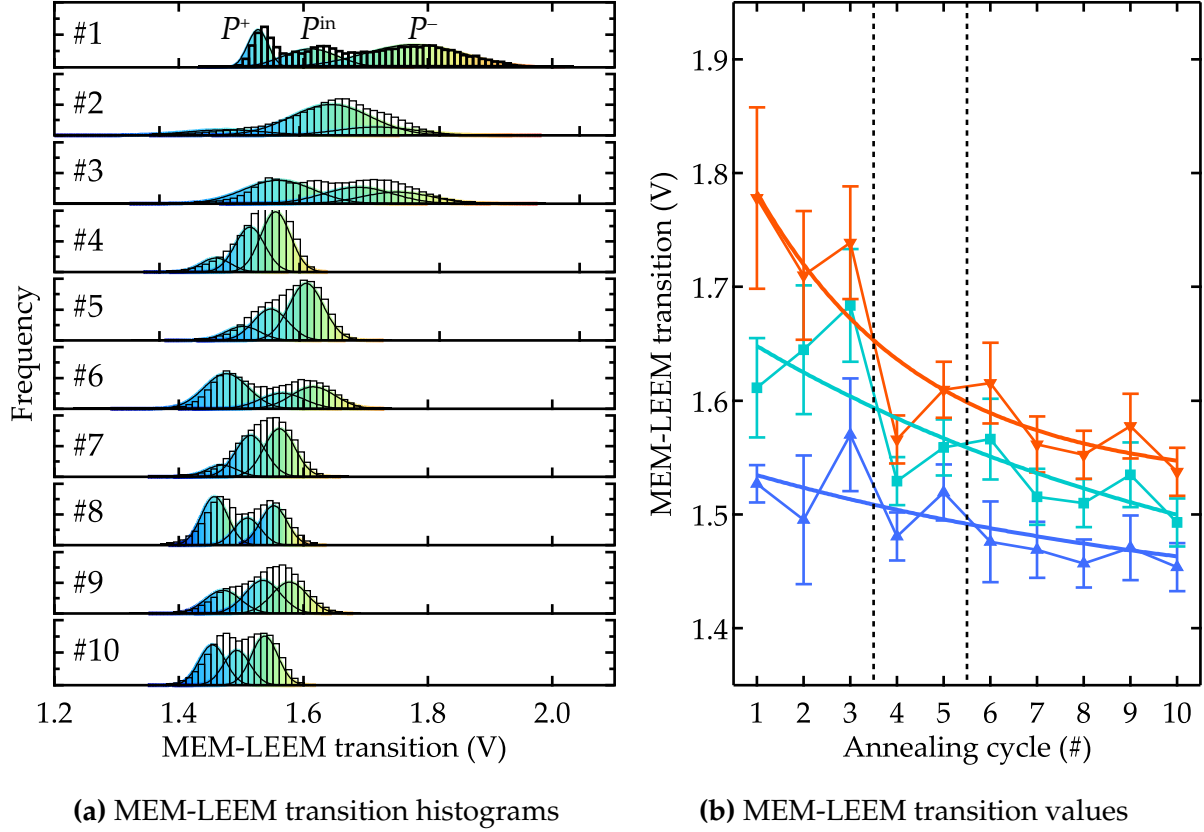 #1
P⁺ Pⁱⁿ P⁻
#2
#3
#4
#5
#6
#7
#8
#9
#10
Frequency
1.2 1.4 1.6 1.8 2.0
MEM-LEEM transition (V)
(a) MEM-LEEM transition histograms
1.9
1.8
1.7
1.6
1.5
1.4
MEM-LEEM transition (V)
1 2 3 4 5 6 7 8 9 10
Annealing cycle (#)
(b) MEM-LEEM transition values